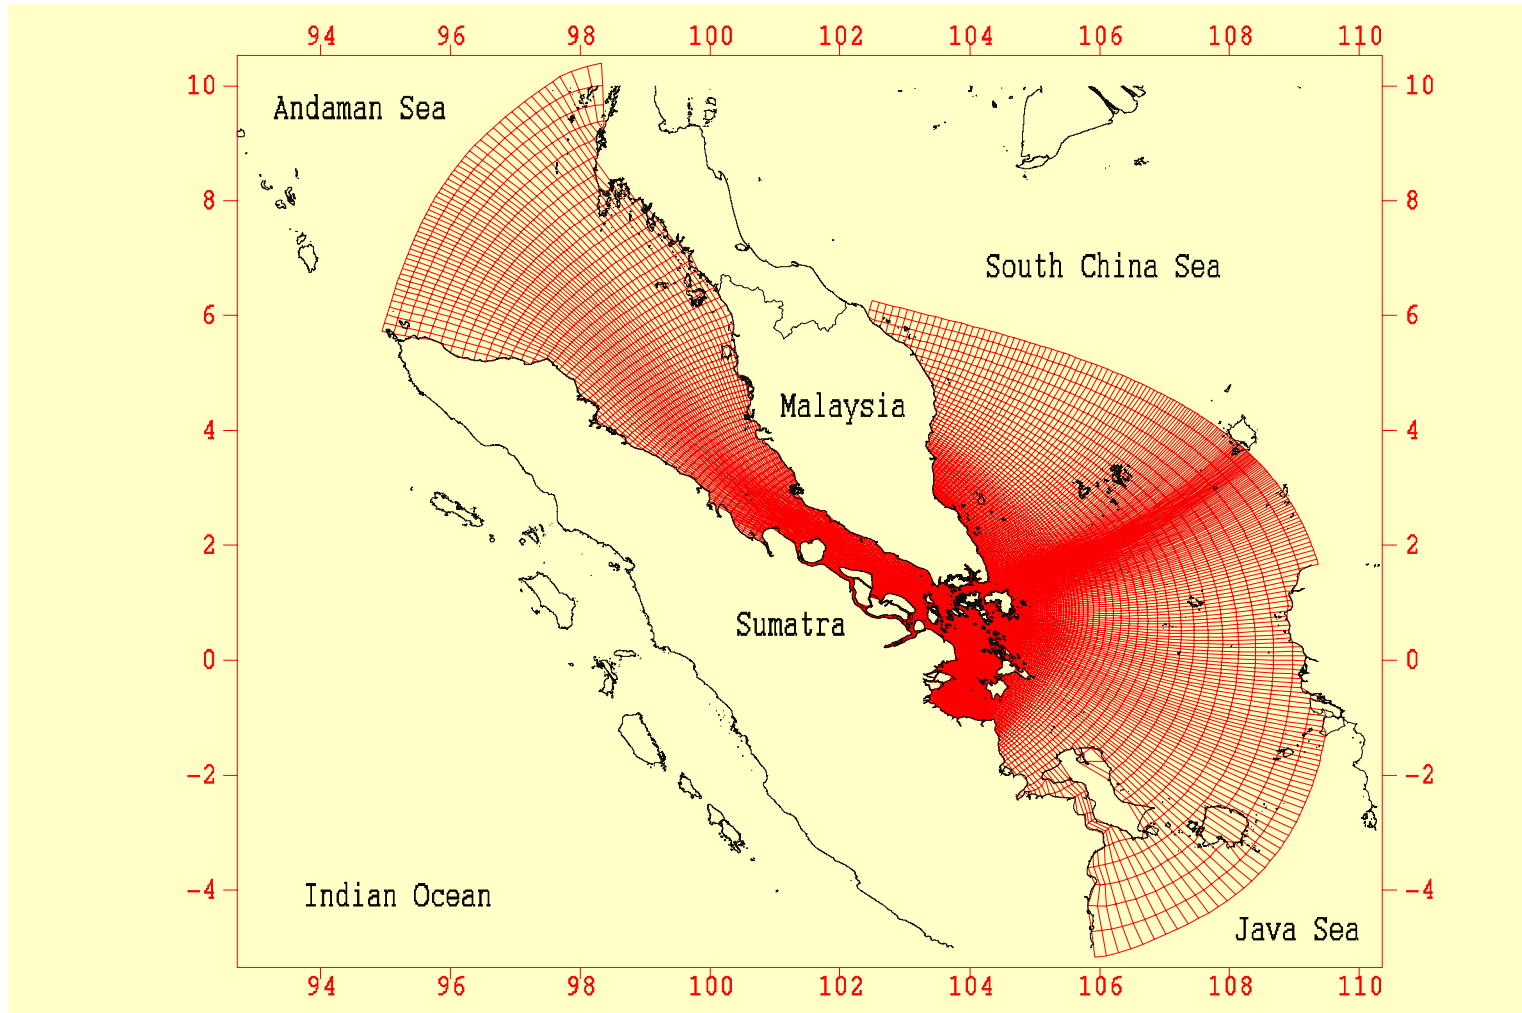 94 96 98 100 102 104 106 108 110
10 10
Andaman Sea
8 8
South China Sea
6 6
Malaysia
4 4
2 2
Sumatra
0 0
-2 -2
-4 -4
Indian Ocean
Java Sea
94 96 98 100 102 104 106 108 110